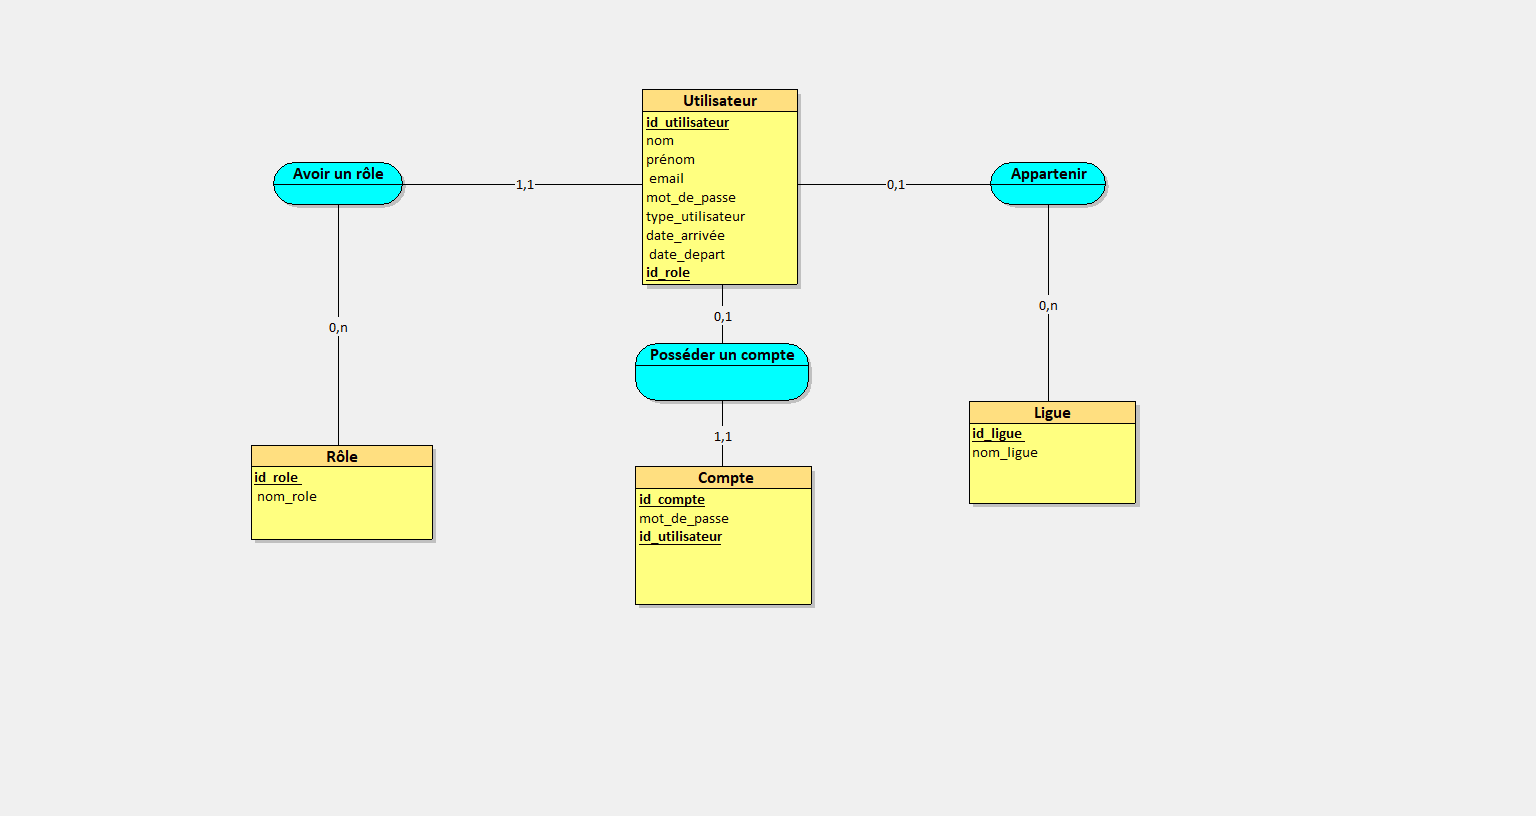 Utilisateur
id_utilisateur
nom
prénom
email
mot_de_passe
type_utilisateur
date_arrivée
date_depart
id_role
Avoir un rôle
1,1
0,1
Appartenir
0,n
0,1
0,n
Posséder un compte
1,1
Rôle
id_role
nom_role
Compte
id_compte
mot_de_passe
id_utilisateur
Ligue
id_ligue
nom_ligue